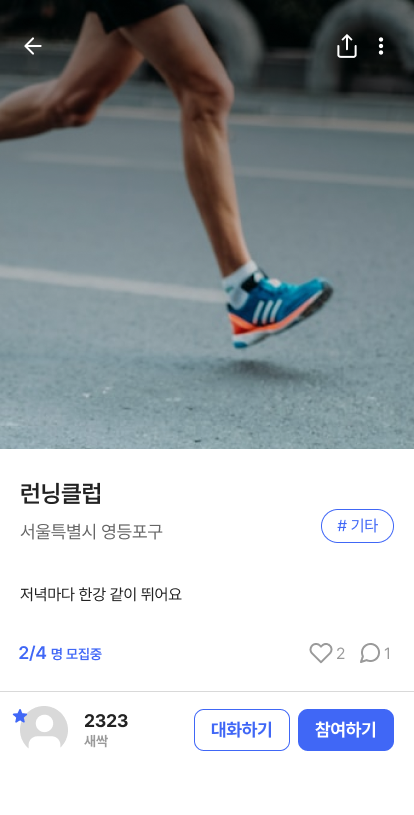 런닝클럽
서울특별시 영등포구
# 기타
저녁마다 한강 같이 뛰어요
2/4 명 모집중
2
1
2323
새싹
대화하기
참여하기